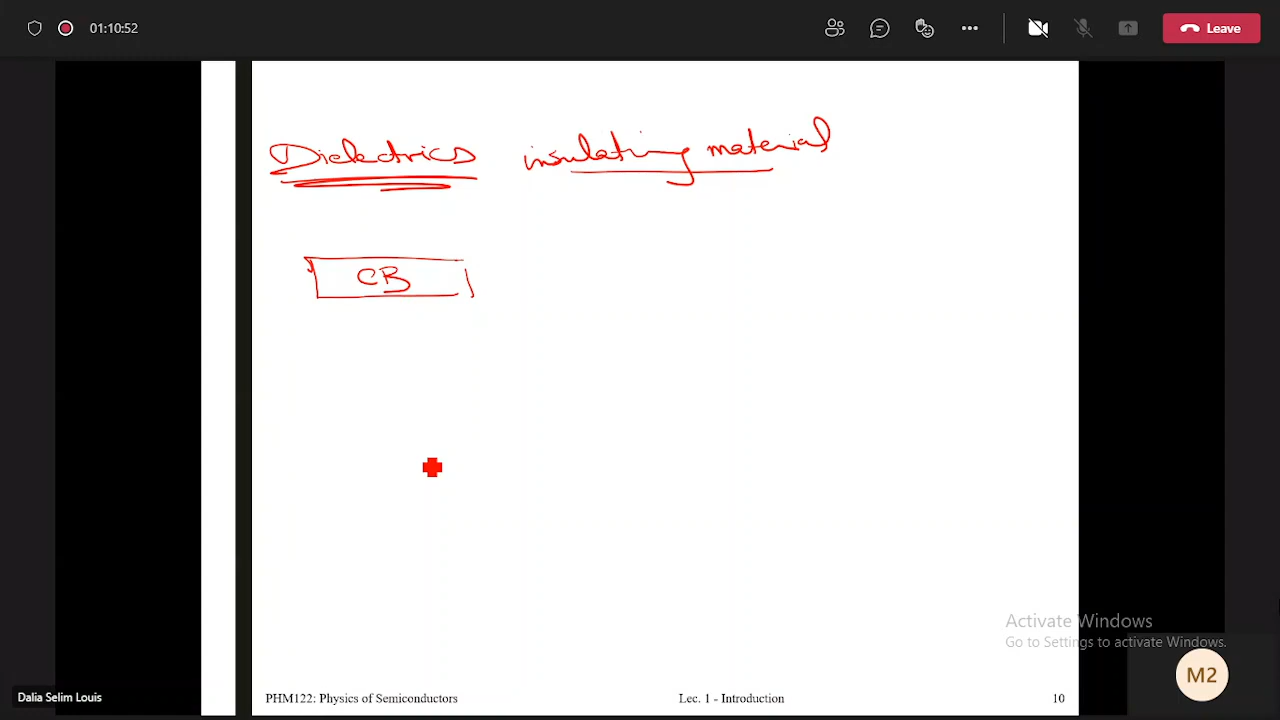 01:10:52
Leave
Dielectrics insulating material
CB
Activate Windows
Go to Settings to activate Windows.
M2
Dalia Selim Louis
PHM122: Physics of Semiconductors Lec. 1 - Introduction 10